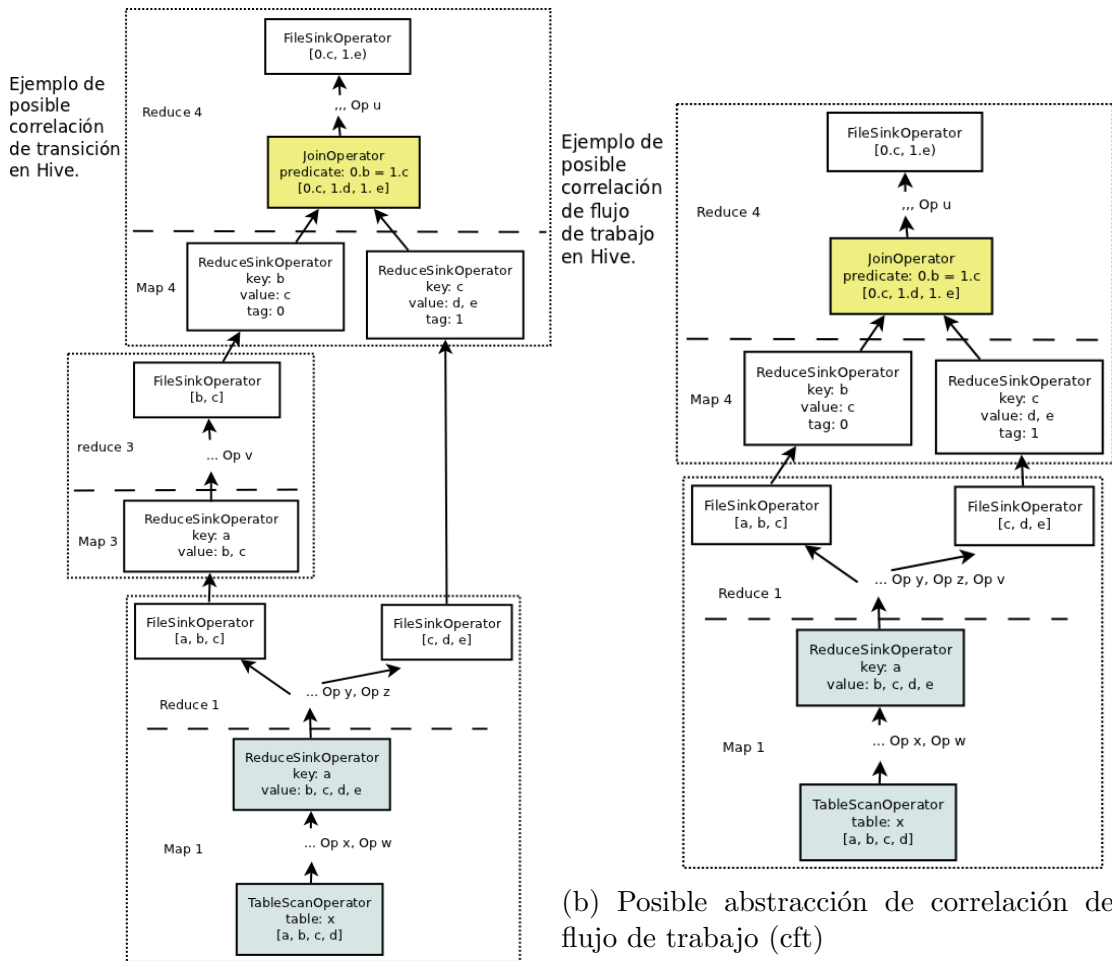 Ejemplo de
posible
correlación
de transición
en Hive.
FileSinkOperator
[0.c, 1.e)
Reduce 4
,,, Op u
JoinOperator
predicate: 0.b = 1.c
[0.c, 1.d, 1. e]
Map 4
ReduceSinkOperator
key: b
value: c
tag: 0
ReduceSinkOperator
key: c
value: d, e
tag: 1
FileSinkOperator
[b, c]
reduce 3
... Op v
Map 3
ReduceSinkOperator
key: a
value: b, c
FileSinkOperator
[a, b, c]
FileSinkOperator
[c, d, e]
... Op y, Op z
Reduce 1
ReduceSinkOperator
key: a
value: b, c, d, e
Map 1
... Op x, Op w
TableScanOperator
table: x
[a, b, c, d]
Ejemplo de
posible
correlación
de flujo
de trabajo
en Hive.
FileSinkOperator
[0.c, 1.e)
Reduce 4
,,, Op u
JoinOperator
predicate: 0.b = 1.c
[0.c, 1.d, 1. e]
Map 4
ReduceSinkOperator
key: b
value: c
tag: 0
ReduceSinkOperator
key: c
value: d, e
tag: 1
FileSinkOperator
[a, b, c]
FileSinkOperator
[c, d, e]
... Op y, Op z, Op v
Reduce 1
ReduceSinkOperator
key: a
value: b, c, d, e
Map 1
... Op x, Op w
TableScanOperator
table: x
[a, b, c, d]
(b) Posible abstracción de correlación de
flujo de trabajo (cft)